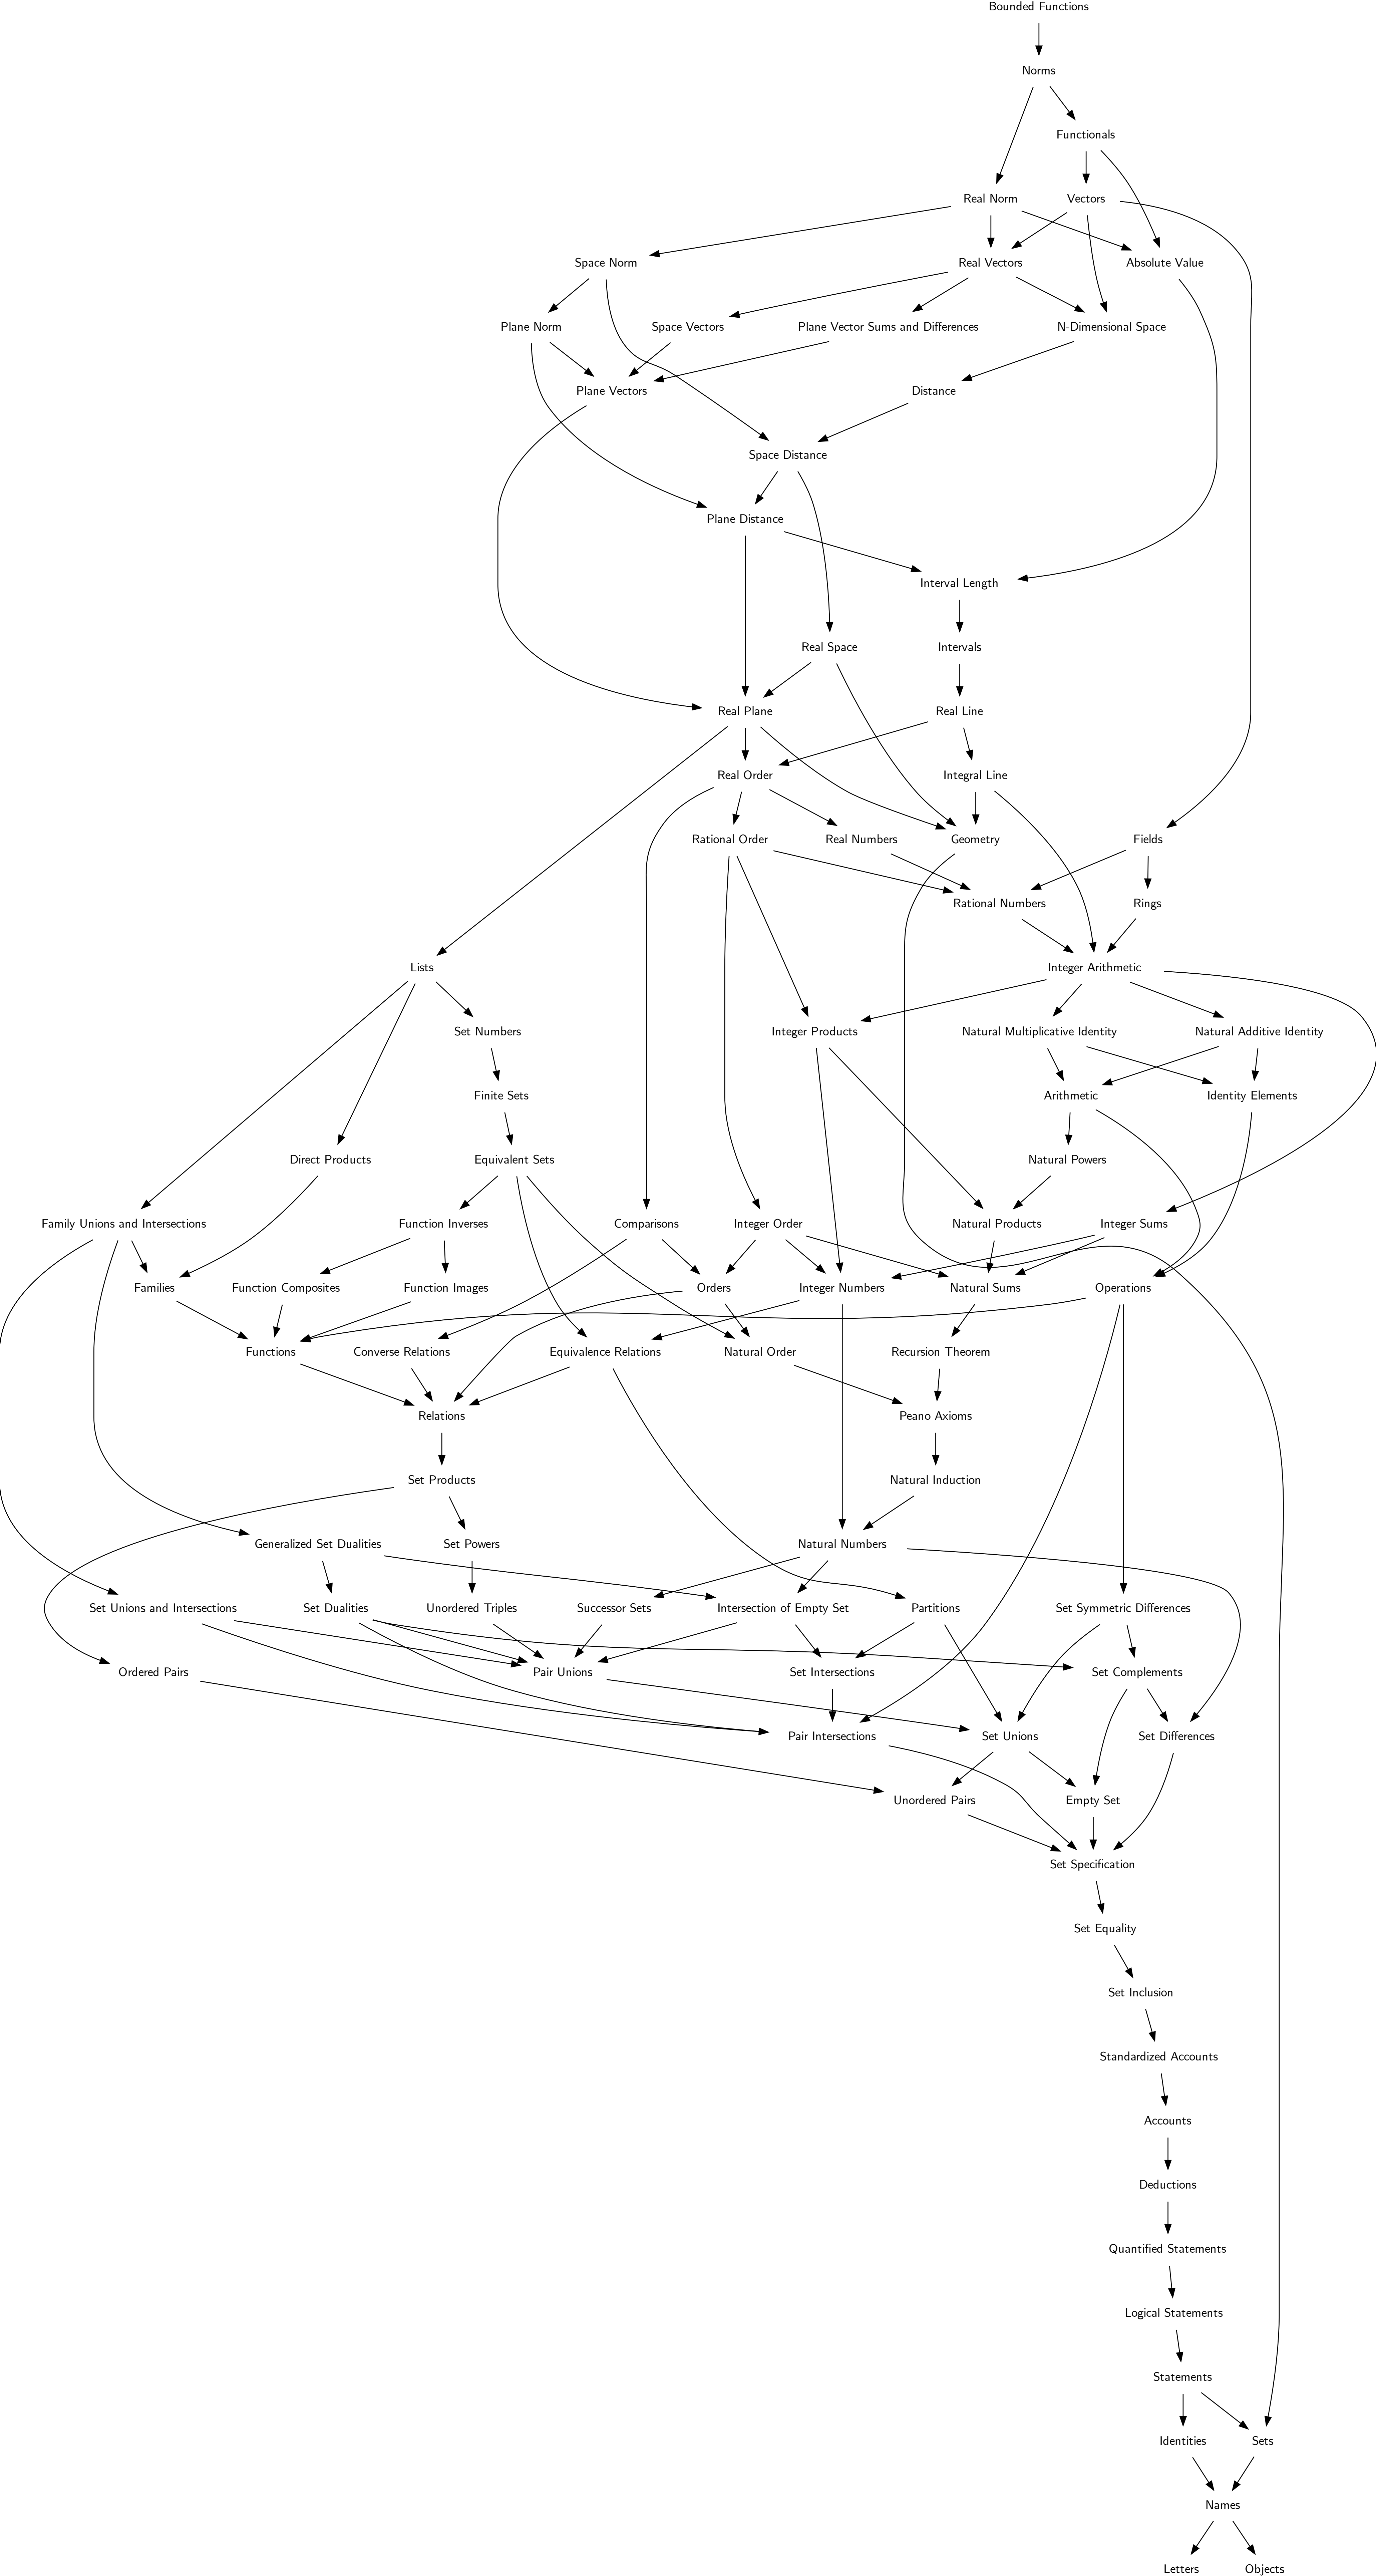 Bounded Functions
Norms
Functionals
Real Norm
Vectors
Space Norm
Real Vectors
Absolute Value
Plane Norm
Space Vectors
Plane Vector Sums and Differences
N-Dimensional Space
Plane Vectors
Distance
Space Distance
Plane Distance
Interval Length
Real Space
Intervals
Real Plane
Real Line
Real Order
Integral Line
Rational Order
Real Numbers
Geometry
Fields
Rational Numbers
Rings
Lists
Integer Arithmetic
Set Numbers
Integer Products
Natural Multiplicative Identity
Natural Additive Identity
Finite Sets
Arithmetic
Identity Elements
Direct Products
Equivalent Sets
Natural Powers
Family Unions and Intersections
Function Inverses
Comparisons
Integer Order
Natural Products
Integer Sums
Families
Function Composites
Function Images
Orders
Integer Numbers
Natural Sums
Operations
Functions
Converse Relations
Equivalence Relations
Natural Order
Recursion Theorem
Relations
Peano Axioms
Set Products
Natural Induction
Generalized Set Dualities
Set Powers
Natural Numbers
Set Unions and Intersections
Set Dualities
Unordered Triples
Successor Sets
Intersection of Empty Set
Partitions
Set Symmetric Differences
Ordered Pairs
Pair Unions
Set Intersections
Set Complements
Pair Intersections
Set Unions
Set Differences
Unordered Pairs
Empty Set
Set Specification
Set Equality
Set Inclusion
Standardized Accounts
Accounts
Deductions
Quantified Statements
Logical Statements
Statements
Identities
Sets
Names
Letters
Objects